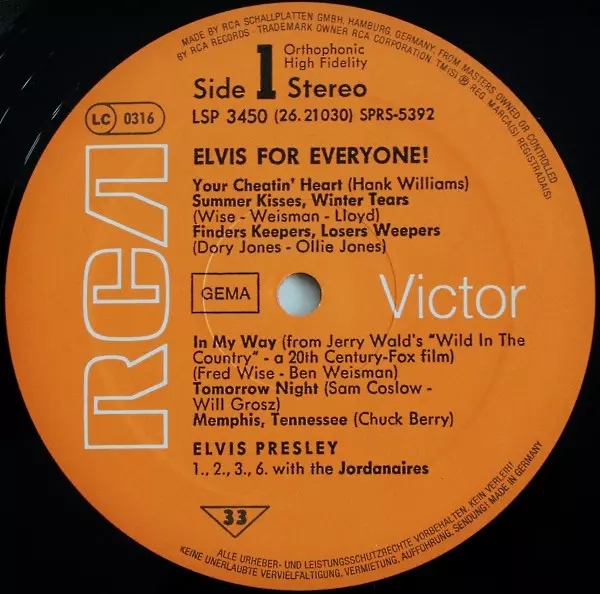 MADE BY RCA SCHALLPLATTEN GMBH, HAMBURG, GERMANY, FROM MASTERS OWNED OR CONTROLLED
BY RCA RECORDS - TRADEMARK OWNER RCA CORPORATION. TM(S) ® REG. MARCA(S) REGISTRADA(S)
Orthophonic
High Fidelity
Side 1 Stereo
LSP 3450 (26.21030) SPRS-5392
LC 0316
ELVIS FOR EVERYONE!
Your Cheatin' Heart (Hank Williams)
Summer Kisses, Winter Tears
(Wise - Weisman - Lloyd)
Finders Keepers, Losers Weepers
(Dory Jones - Ollie Jones)
RCA
GEMA
Victor
In My Way (from Jerry Wald's "Wild In The
Country" - a 20th Century-Fox film)
(Fred Wise - Ben Weisman)
Tomorrow Night (Sam Coslow -
Will Grosz)
Memphis, Tennessee (Chuck Berry)
ELVIS PRESLEY
1., 2., 3., 6. with the Jordanaires
33
ALLE URHEBER- UND LEISTUNGSSCHUTZRECHTE VORBEHALTEN. KEIN VERLEIH!
KEINE UNERLAUBTE VERVIELFÄLTIGUNG, VERMIETUNG, AUFFÜHRUNG, SENDUNG! MADE IN GERMANY